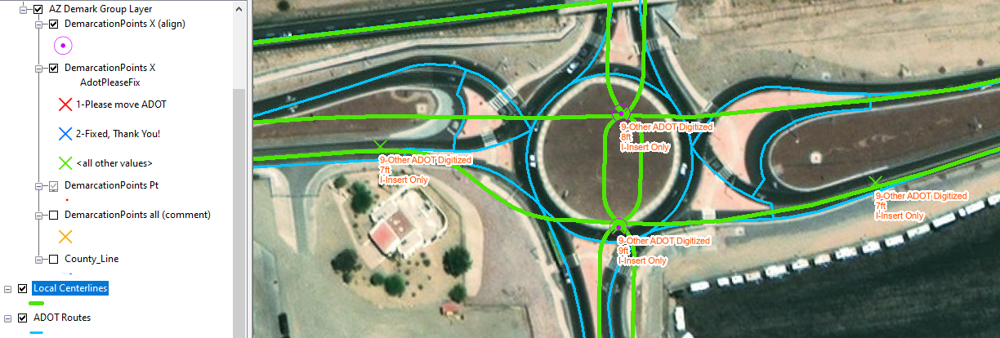 AZ Demark Group Layer
DemarcationPoints X (align)
DemarcationPoints X
AdotPleaseFix
1-Please move ADOT
2-Fixed, Thank You!
<all other values>
DemarcationPoints Pt
DemarcationPoints all (comment)
County_Line
Local Centerlines
ADOT Routes
9-Other ADOT Digitized
8ft
I-Insert Only
9-Other ADOT Digitized
7ft
I-Insert Only
9-Other ADOT Digitized
7ft
I-Insert Only
9-Other ADOT Digitized
9ft
I-Insert Only